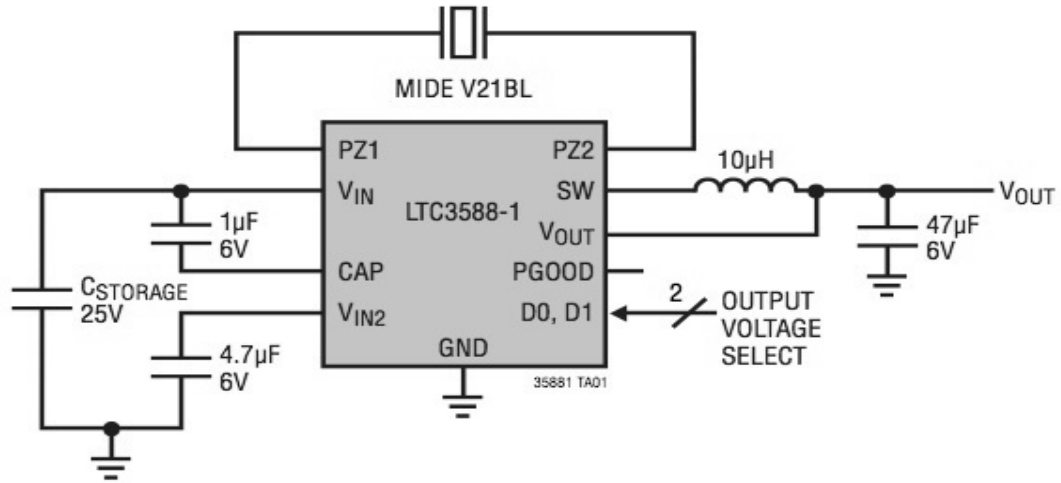 MIDE V21BL
PZ1
PZ2
10µH
VIN
SW
VOUT
LTC3588-1
1µF
6V
VOUT
47µF
6V
CAP
PGOOD
CSTORAGE
25V
VIN2
D0, D1
2
OUTPUT
VOLTAGE
SELECT
4.7µF
6V
GND
35881 TA01